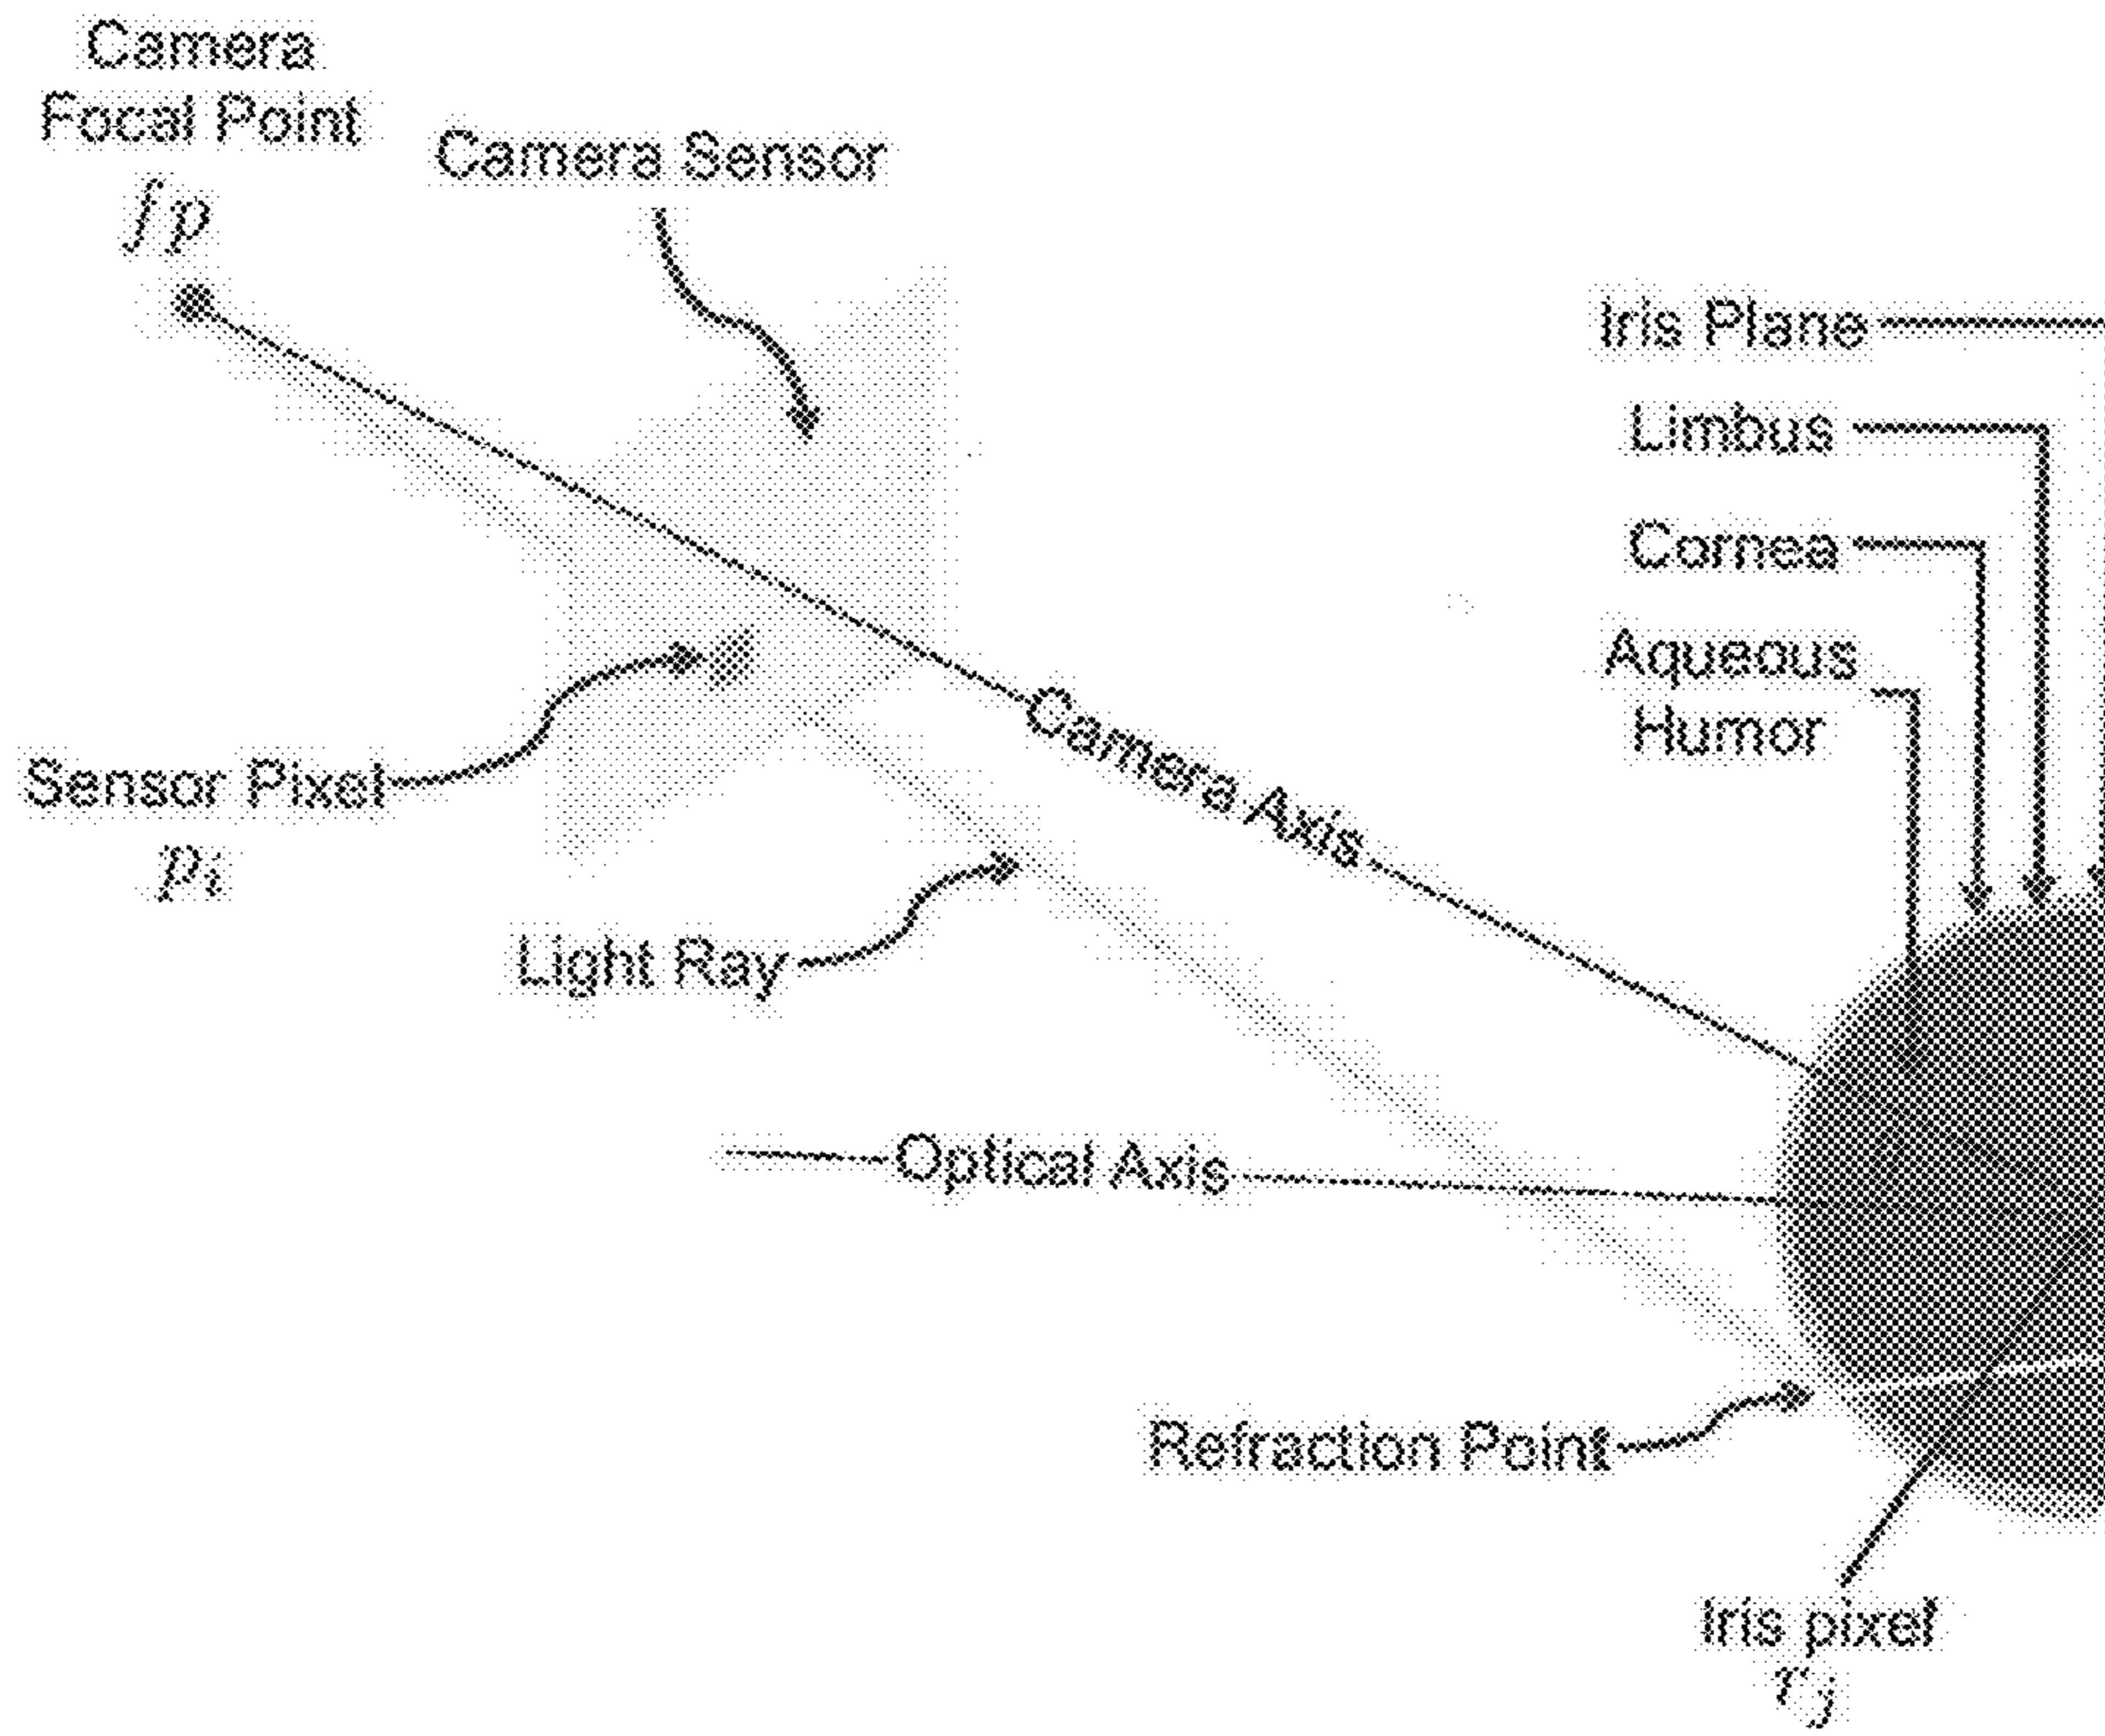 Camera
Focal Point
fp
Camera Sensor
Iris Plane
Limbus
Cornea
Aqueous
Humor
Camera Axis
Sensor Pixel
pi
Light Ray
Optical Axis
Refraction Point
Iris pixel
rj